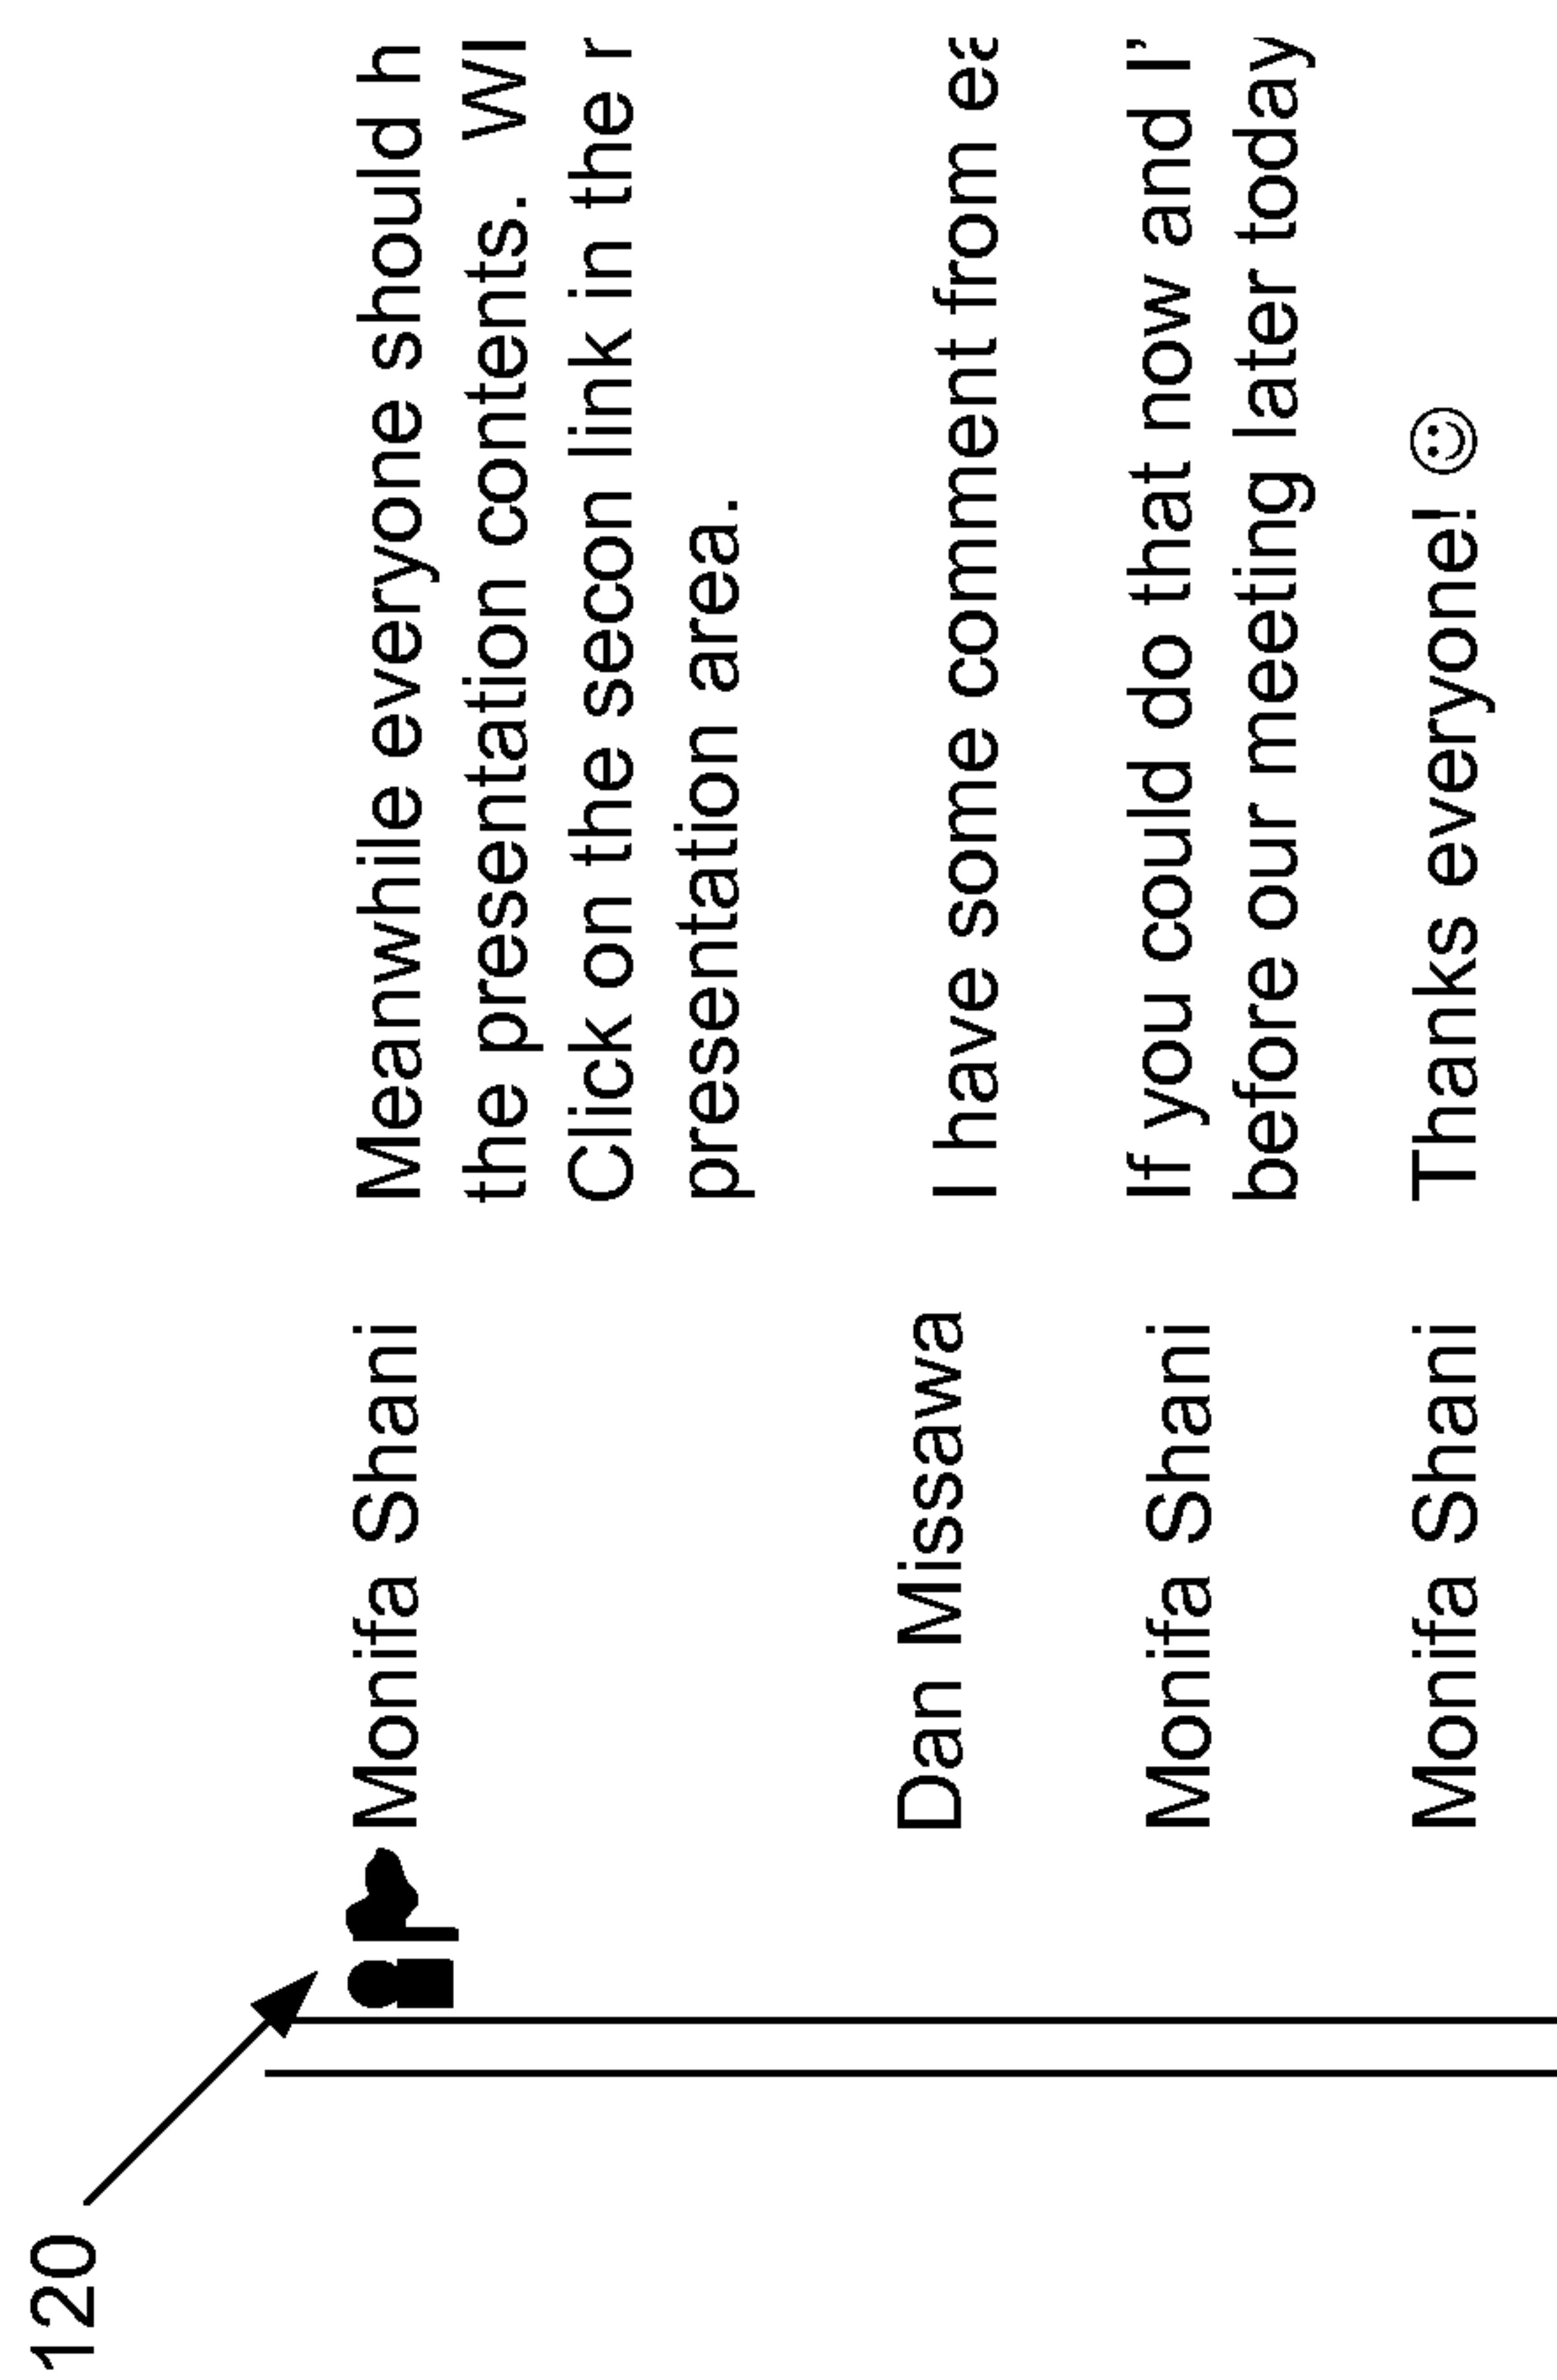 120
Monifa Shani Meanwhile everyone should h
the presentation contents. Wl
Click on the secon link in the r
presentation area.
Dan Missawa I have some comment from ea
Monifa Shani If you could do that now and I'
before our meeting later today
Monifa Shani Thanks everyone! ☺